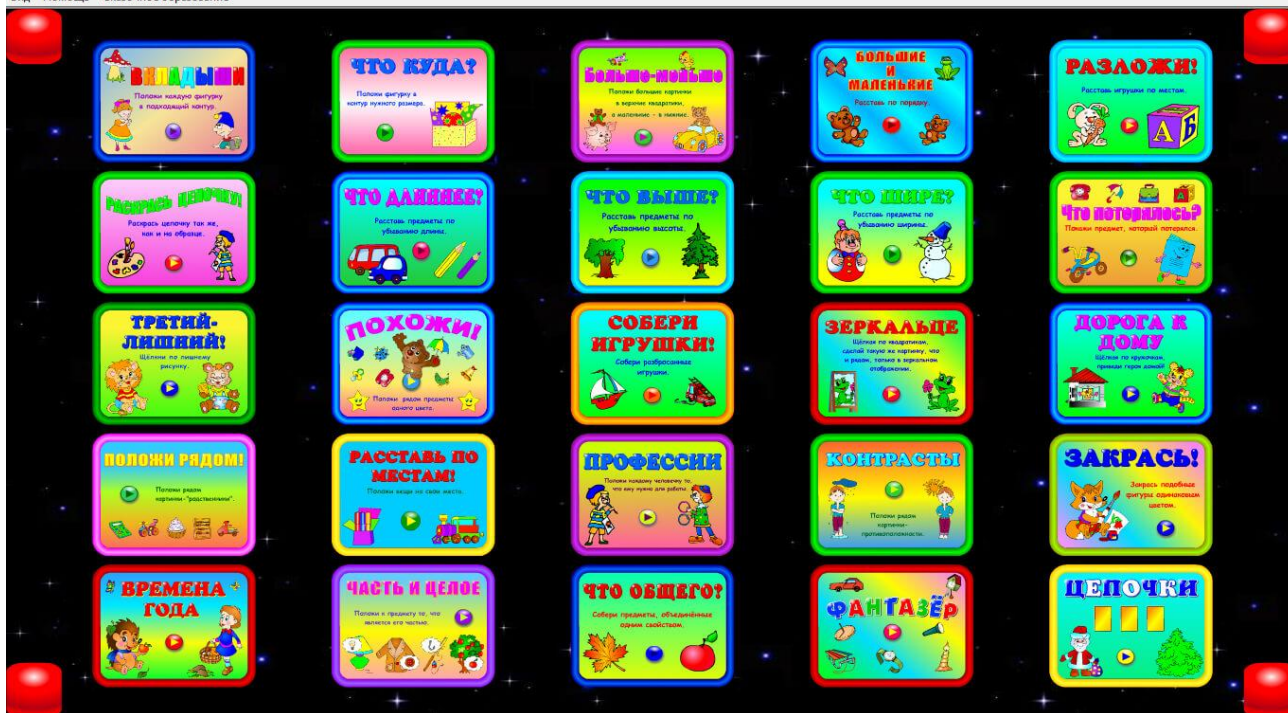 ВКЛАДЫШИ
Положи каждую фигурку
в подходящий контур.
ЧТО КУДА?
Положи фигурку в
контур нужного размера.
БОЛЬШЕ-МЕНЬШЕ
Положи большие картинки
в верхние квадратики,
а маленькие - в нижние.
БОЛЬШИЕ
И
МАЛЕНЬКИЕ
Расставь по порядку.
РАЗЛОЖИ!
Расставь игрушки по местам.
А Б
РАСКРАСЬ ЦЕПОЧКУ!
Раскрась цепочку так же,
как и на образце.
ЧТО ДЛИННЕЕ?
Расставь предметы по
убыванию длины.
ЧТО ВЫШЕ?
Расставь предметы по
убыванию высоты.
ЧТО ШИРЕ?
Расставь предметы по
убыванию ширины.
ЧТО ПОТЕРЯЛОСЬ?
Покажи предмет, который потерялся.
ТРЕТИЙ-
ЛИШНИЙ!
Щёлкни по лишнему
рисунку.
ПОХОЖИ!
Положи рядом предметы
одного цвета.
СОБЕРИ
ИГРУШКИ!
Собери разбросанные
игрушки.
ЗЕРКАЛЬЦЕ
Щёлкая по квадратикам,
сделай такую же картинку, что
и рядом, только в зеркальном
отображении.
ДОРОГА К
ДОМУ
Щёлкая по кружочкам,
приведи героя домой!
ПОЛОЖИ РЯДОМ!
Положи рядом
картинки-"родственники".
РАССТАВЬ ПО
МЕСТАМ!
Положи вещи на свои места.
ПРОФЕССИИ
Положи каждому человечку то,
что ему нужно для работы.
КОНТРАСТЫ
Положи рядом
картинки-
противоположности.
ЗАКРАСЬ!
Закрась подобные
фигуры одинаковым
цветом.
ВРЕМЕНА
ГОДА
ЧАСТЬ И ЦЕЛОЕ
Положи к предмету то, что
является его частью.
ЧТО ОБЩЕГО?
Собери предметы, объединённые
одним свойством.
ФАНТАЗЁР
ЦЕПОЧКИ